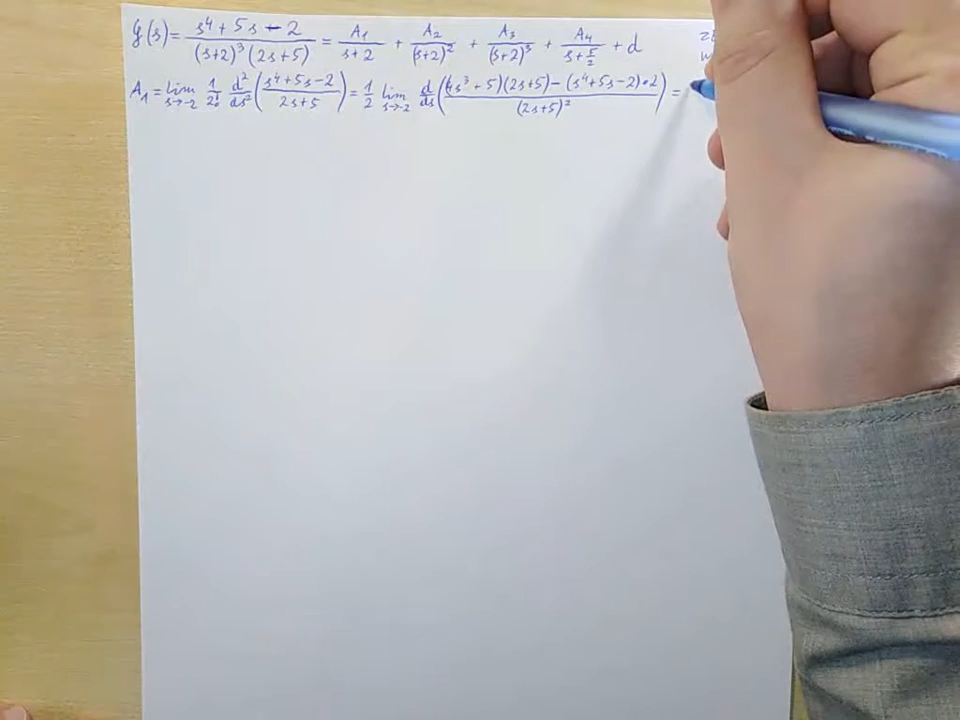 G(s) = (s⁴ + 5s − 2)/((s+2)³(2s+5)) = A₁/(s+2) + A₂/(s+2)² + A₃/(s+2)³ + A₄/(s+5/2) + d
A₁ = lim s→-2 1/2! d²/ds² ((s⁴+5s−2)/(2s+5)) = 1/2 lim s→-2 d/ds (((4s³+5)(2s+5) − (s⁴+5s−2)•2)/(2s+5)²) =